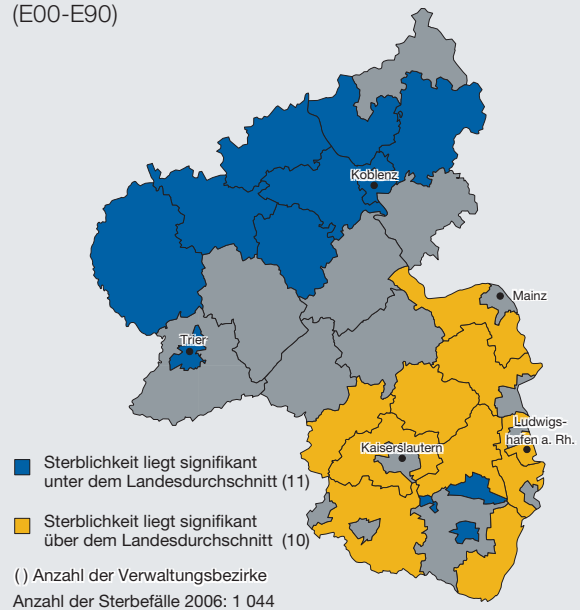 (E00-E90)
Koblenz
Mainz
Trier
Ludwigs-
hafen a. Rh.
Kaiserslautern
Sterblichkeit liegt signifikant
unter dem Landesdurchschnitt (11)
Sterblichkeit liegt signifikant
über dem Landesdurchschnitt (10)
( ) Anzahl der Verwaltungsbezirke
Anzahl der Sterbefälle 2006: 1 044